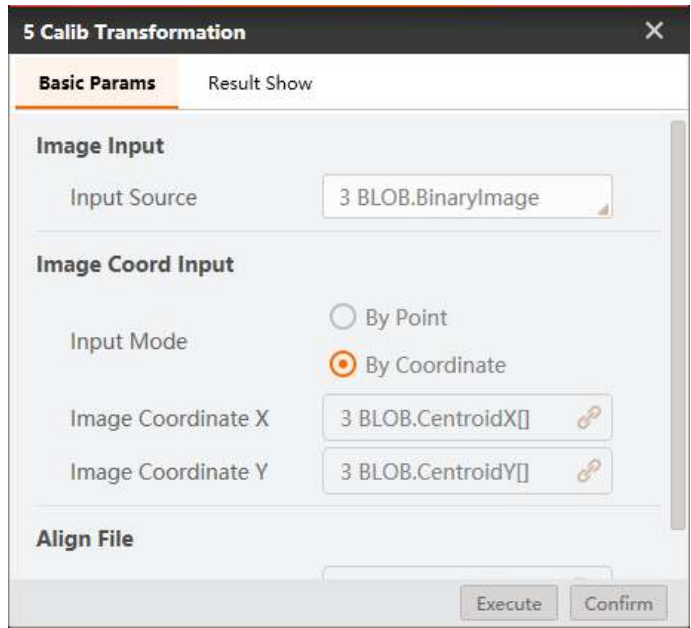 5 Calib Transformation
Basic Params Result Show
Image Input
Input Source 3 BLOB.BinaryImage
Image Coord Input
By Point
Input Mode
By Coordinate
Image Coordinate X 3 BLOB.CentroidX[]
Image Coordinate Y 3 BLOB.CentroidY[]
Align File
Execute Confirm